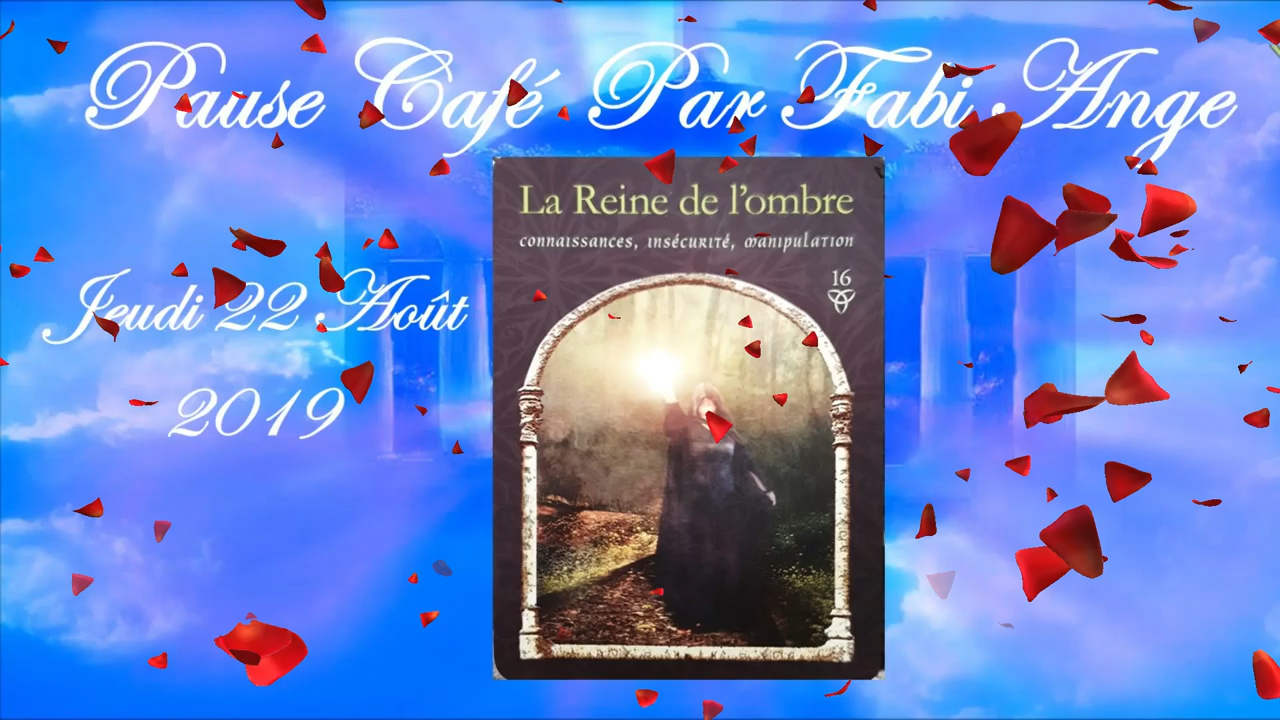 Pause Café Par Fabi Ange
La Reine de l'ombre
connaissances, insécurité, manipulation
16
Jeudi 22 Août
2019